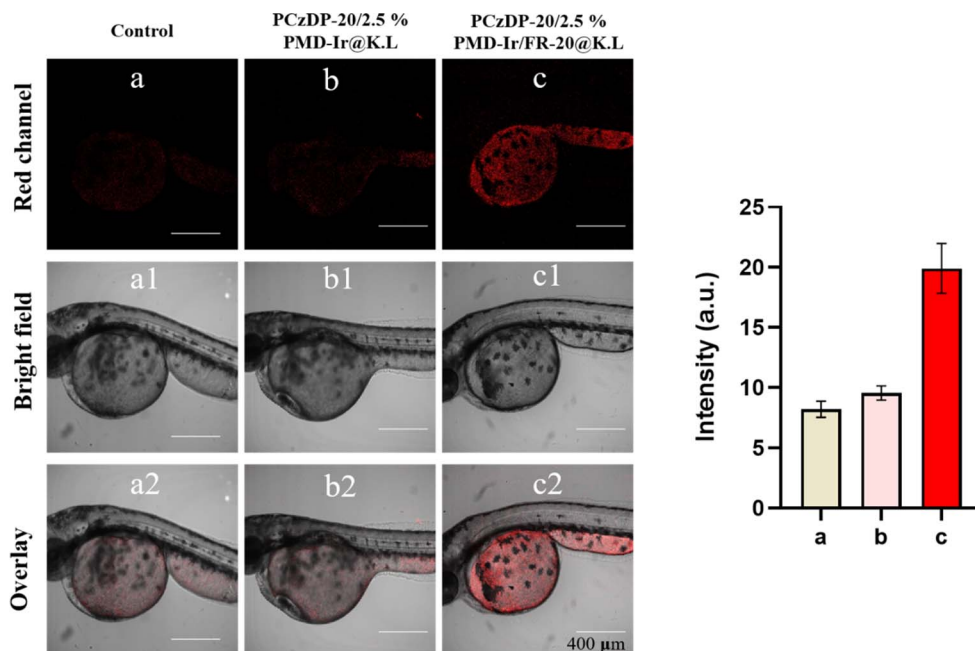 Control
PCzDP-20/2.5 %
PMD-Ir@K.L
PCzDP-20/2.5 %
PMD-Ir/FR-20@K.L
Red channel
a
b
c
Bright field
a1
b1
c1
Overlay
a2
b2
c2
400 μm
Intensity (a.u.)
25
20
15
10
5
0
a
b
c